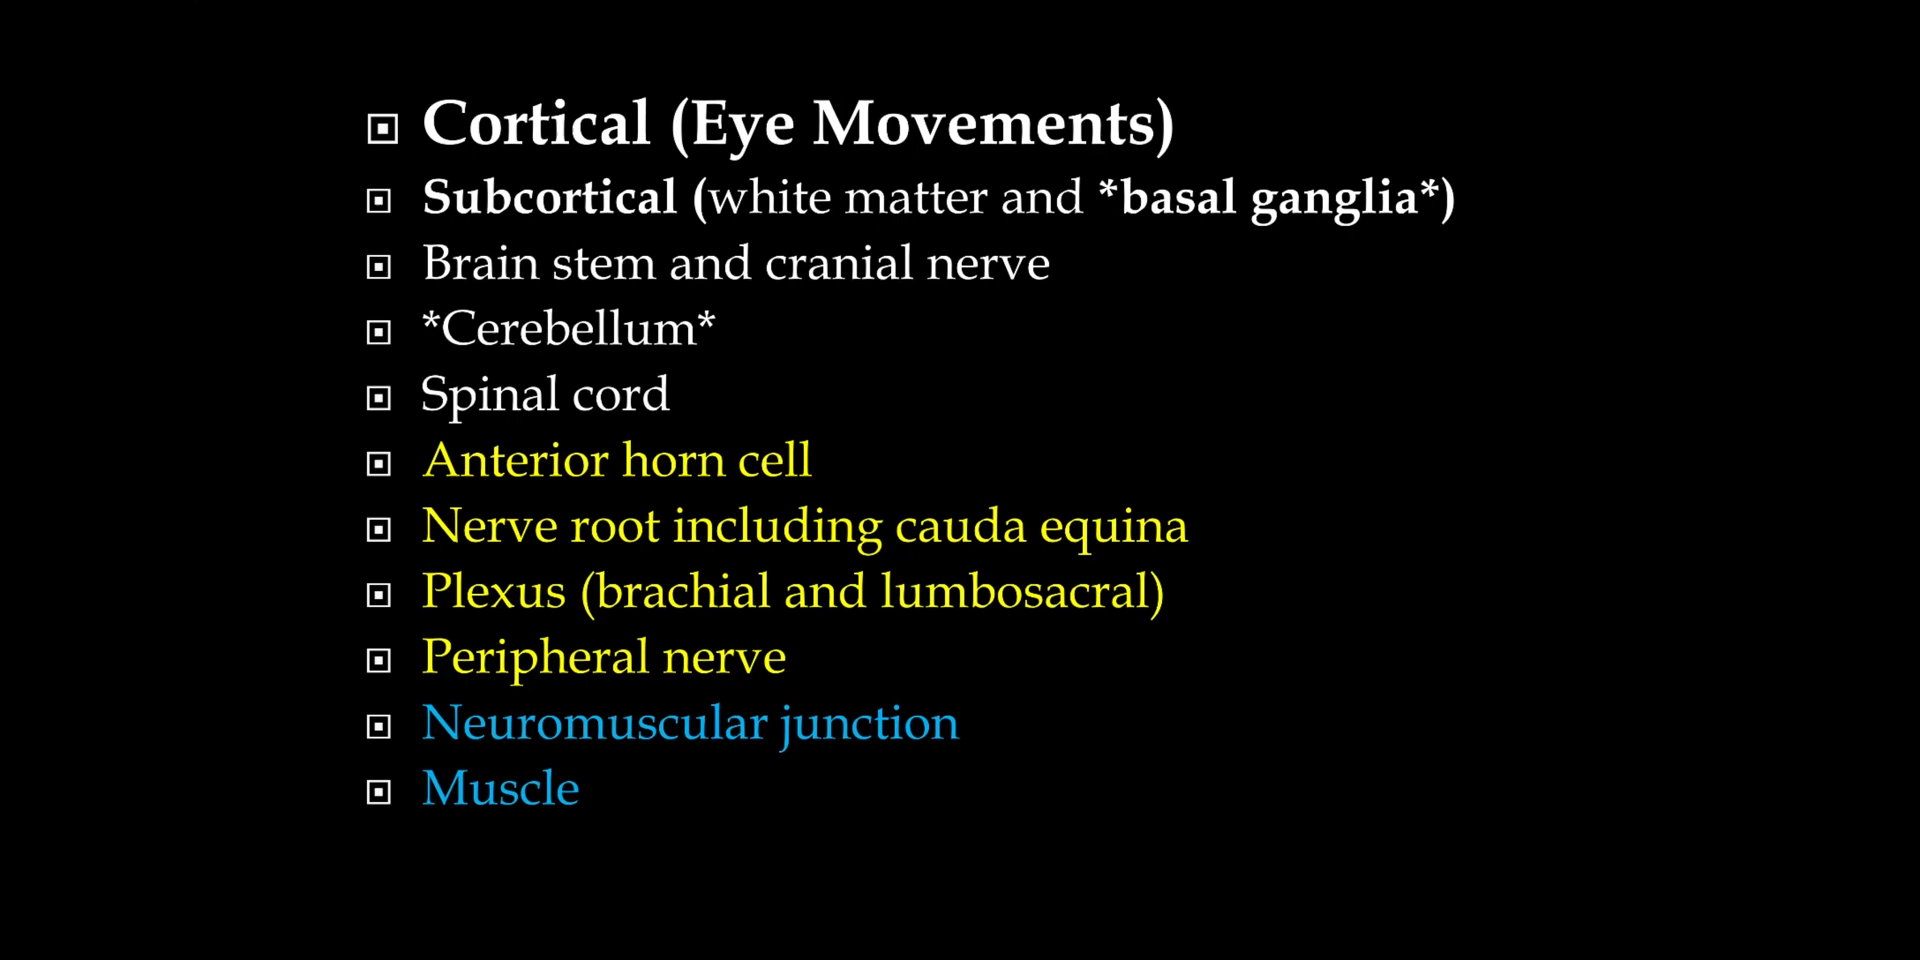 Cortical (Eye Movements)
Subcortical (white matter and *basal ganglia*)
Brain stem and cranial nerve
*Cerebellum*
Spinal cord
Anterior horn cell
Nerve root including cauda equina
Plexus (brachial and lumbosacral)
Peripheral nerve
Neuromuscular junction
Muscle